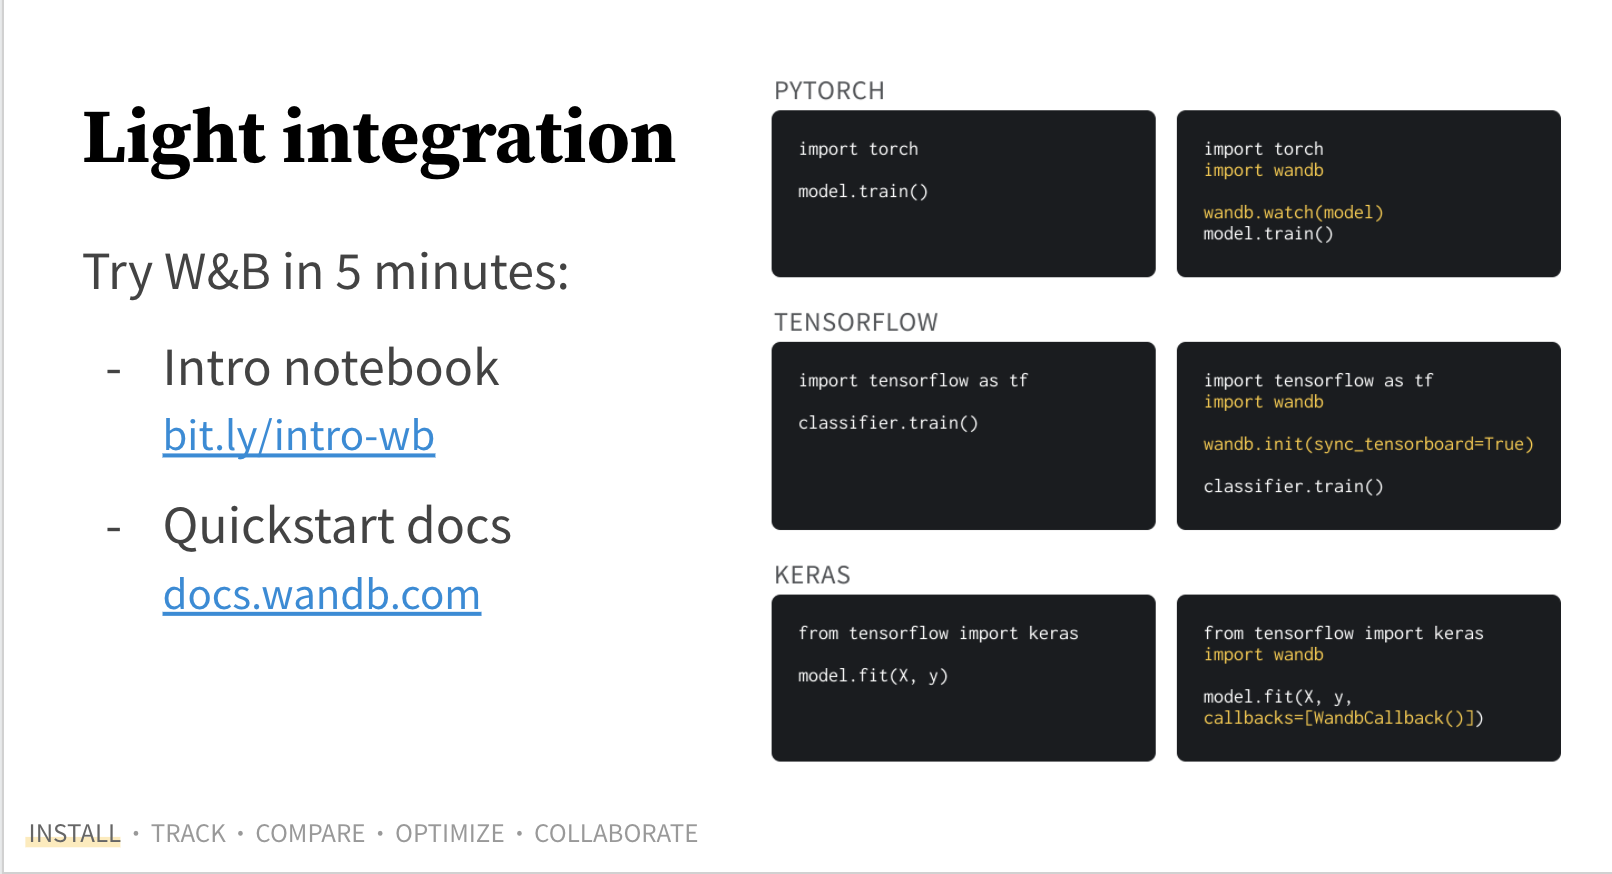 Light integration
Try W&B in 5 minutes:
- Intro notebook
bit.ly/intro-wb
- Quickstart docs
docs.wandb.com
PYTORCH
import torch
model.train()
import torch
import wandb
wandb.watch(model)
model.train()
TENSORFLOW
import tensorflow as tf
classifier.train()
import tensorflow as tf
import wandb
wandb.init(sync_tensorboard=True)
classifier.train()
KERAS
from tensorflow import keras
model.fit(X, y)
from tensorflow import keras
import wandb
model.fit(X, y,
callbacks=[WandbCallback()])
INSTALL • TRACK • COMPARE • OPTIMIZE • COLLABORATE